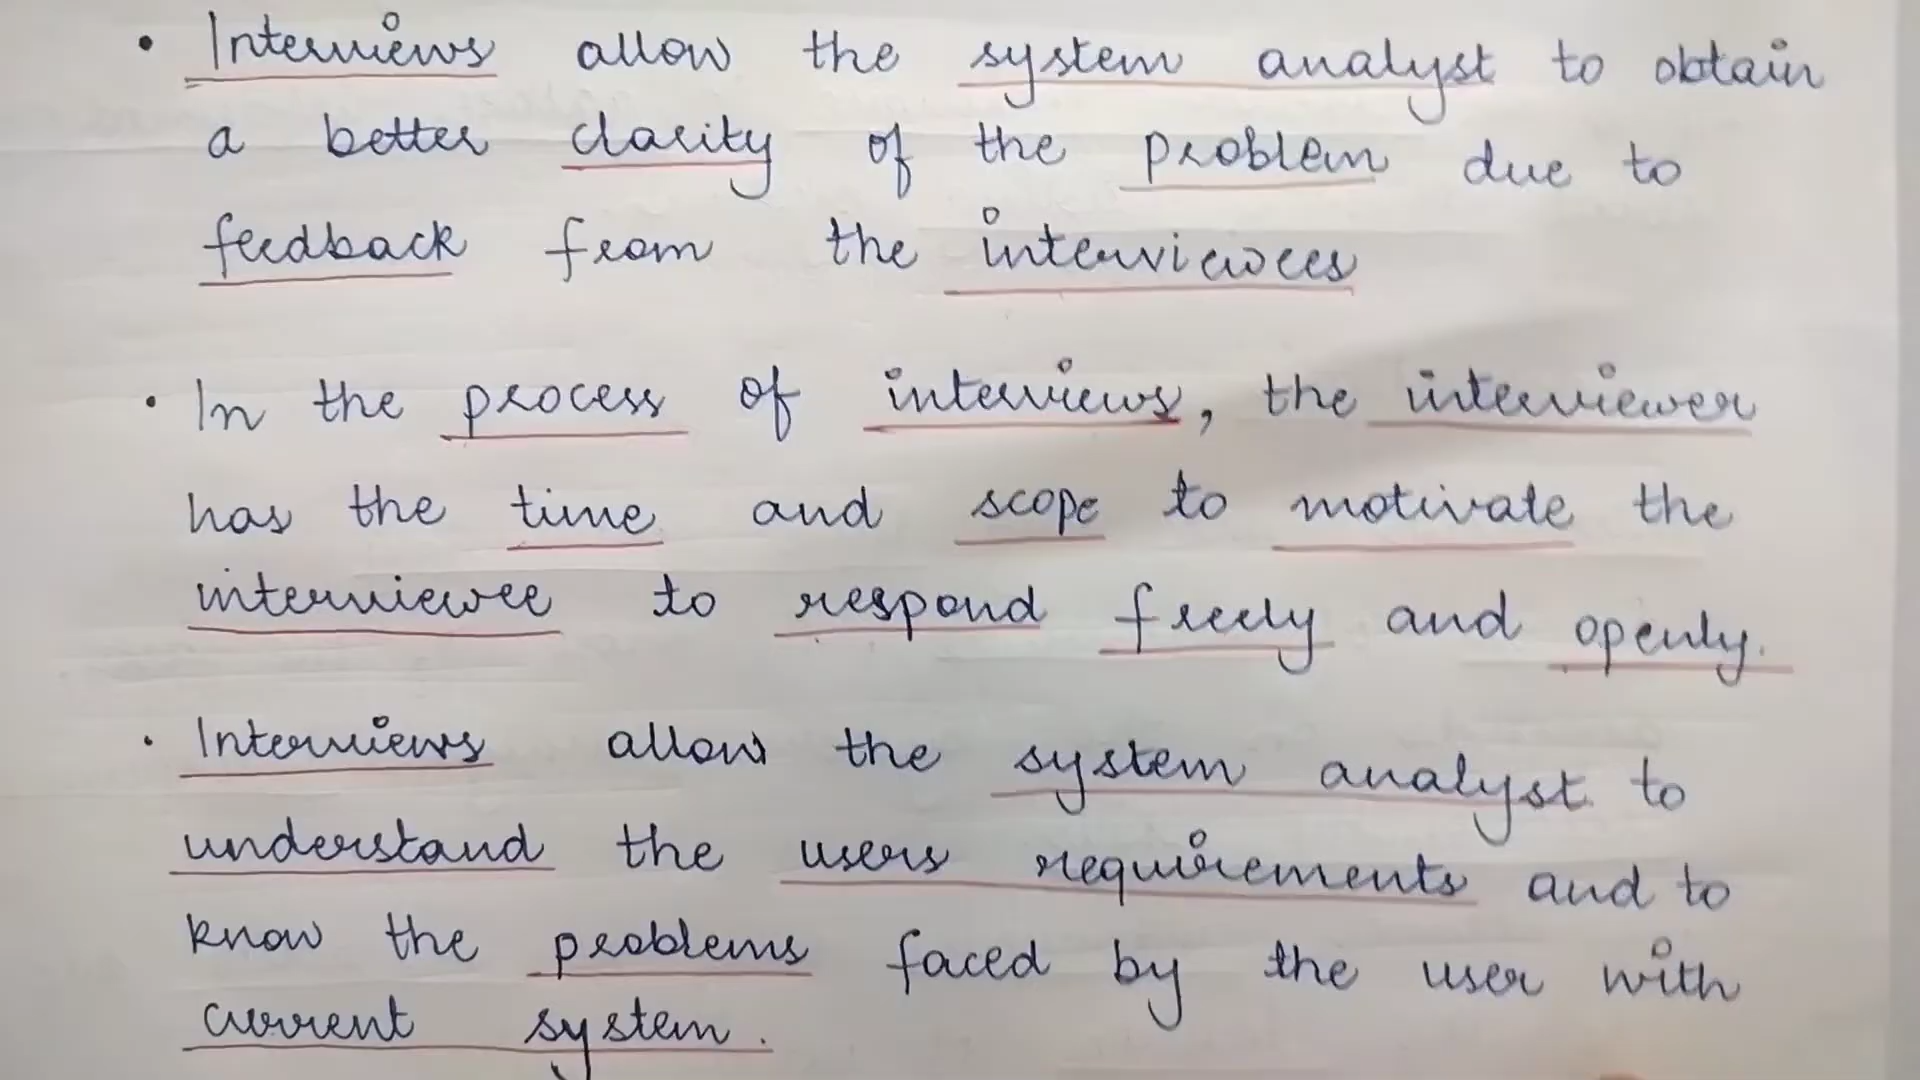 • Interviews allow the system analyst to obtain
a better clarity of the problem due to
feedback from the interviewees
• In the process of interviews, the interviewer
has the time and scope to motivate the
interviewee to respond freely and openly.
• Interviews allow the system analyst to
understand the users requirements and to
know the problems faced by the user with
current system.